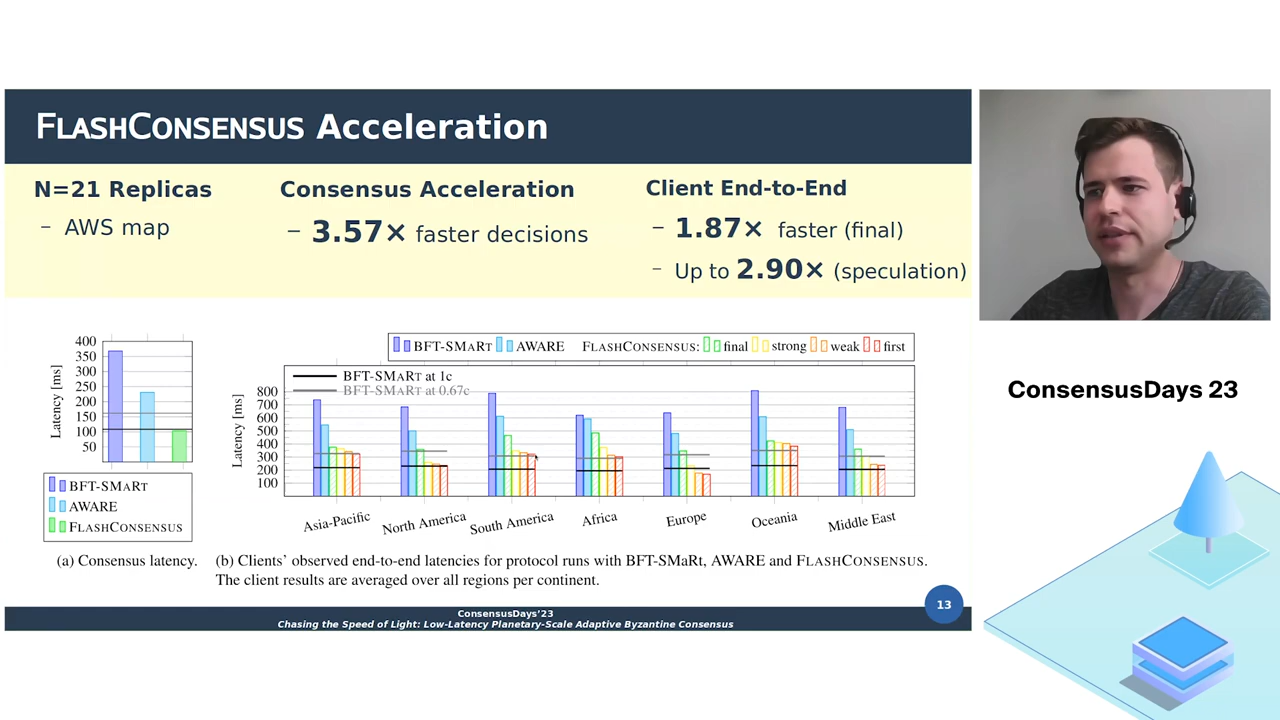 FLASHCONSENSUS Acceleration
N=21 Replicas
– AWS map
Consensus Acceleration
– 3.57× faster decisions
Client End-to-End
– 1.87× faster (final)
– Up to 2.90× (speculation)
400
350
300
250
200
150
100
50
Latency [ms]
BFT-SMART
AWARE
FLASHCONSENSUS
(a) Consensus latency.
BFT-SMART AWARE FLASHCONSENSUS: final strong weak first
BFT-SMART at 1c
BFT-SMART at 0.67c
800
700
600
500
400
300
200
100
Latency [ms]
Asia-Pacific North America South America Africa Europe Oceania Middle East
(b) Clients' observed end-to-end latencies for protocol runs with BFT-SMaRt, AWARE and FLASHCONSENSUS.
The client results are averaged over all regions per continent.
13
ConsensusDays'23
Chasing the Speed of Light: Low-Latency Planetary-Scale Adaptive Byzantine Consensus
ConsensusDays 23